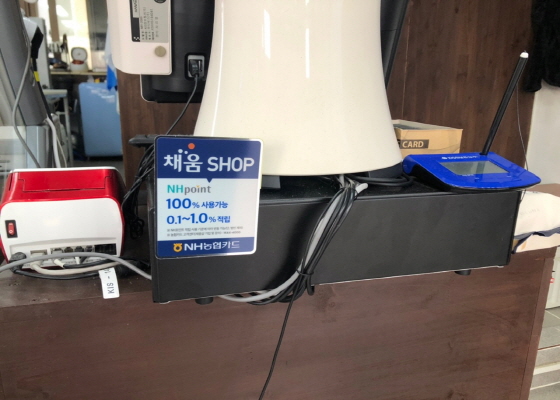 채움 SHOP
NHpoint
100% 사용가능
0.1~1.0% 적립
NH농협카드
CARD
KIS